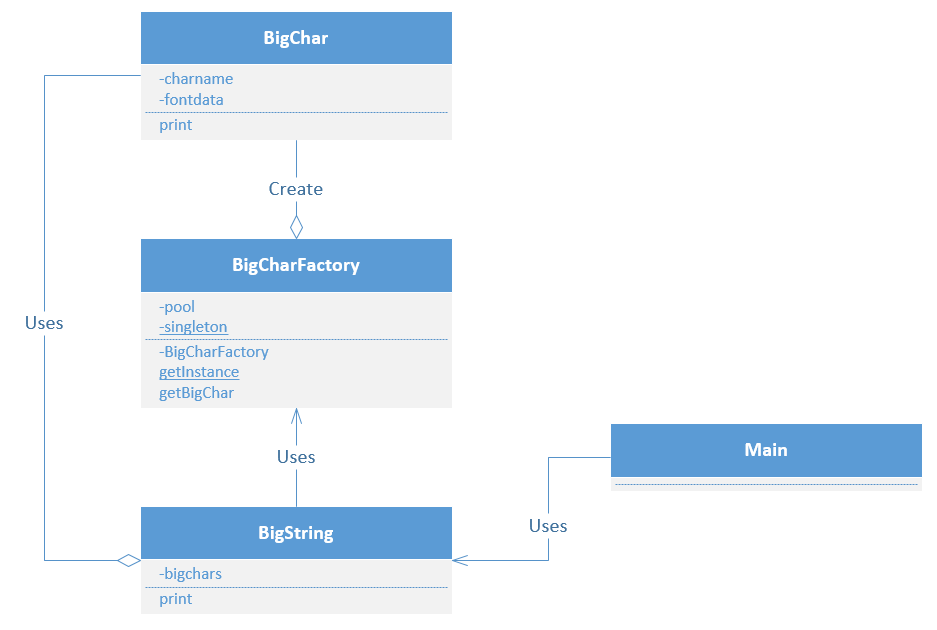 BigChar
-charname
-fontdata
print
Create
BigCharFactory
-pool
-singleton
-BigCharFactory
getInstance
getBigChar
Uses
Uses
Main
Uses
BigString
-bigchars
print